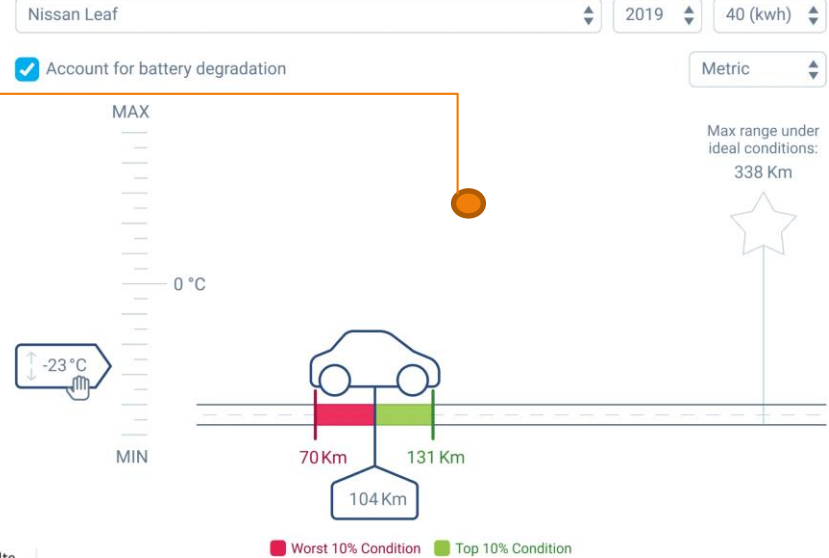 Nissan Leaf
2019
40 (kwh)
Account for battery degradation
Metric
MAX
Max range under
ideal conditions:
338 Km
0 °C
-23 °C
MIN
70 Km
131 Km
104 Km
Worst 10% Condition
Top 10% Condition